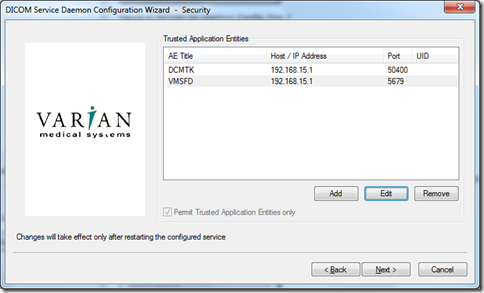 DICOM Service Daemon Configuration Wizard - Security
Trusted Application Entities
AE Title Host / IP Address Port UID
DCMTK 192.168.15.1 50400
VMSFD 192.168.15.1 5679
VARIAN
medical systems
Add Edit Remove
Permit Trusted Application Entities only
Changes will take effect only after restarting the configured service
< Back Next > Cancel